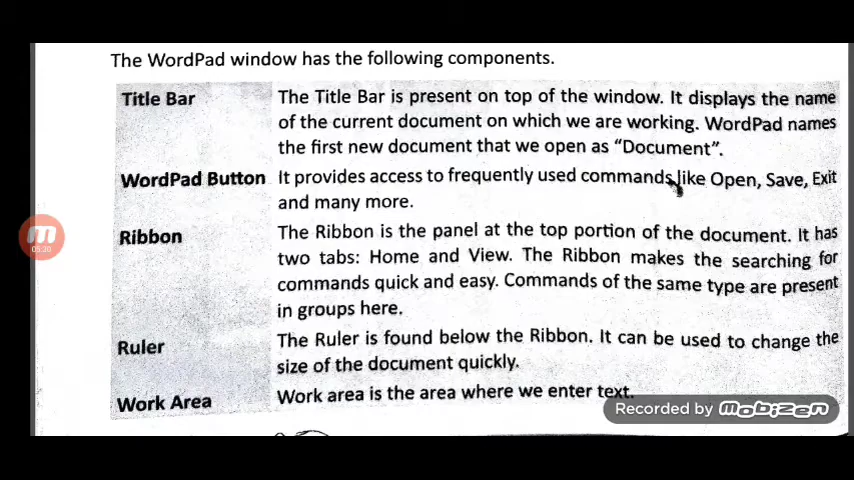 The WordPad window has the following components.
Title Bar The Title Bar is present on top of the window. It displays the name
of the current document on which we are working. WordPad names
the first new document that we open as “Document”.
WordPad Button It provides access to frequently used commands like Open, Save, Exit
and many more.
Ribbon The Ribbon is the panel at the top portion of the document. It has
two tabs: Home and View. The Ribbon makes the searching for
commands quick and easy. Commands of the same type are present
in groups here.
Ruler The Ruler is found below the Ribbon. It can be used to change the
size of the document quickly.
Work Area Work area is the area where we enter text.
Recorded by Mobizen
05:20